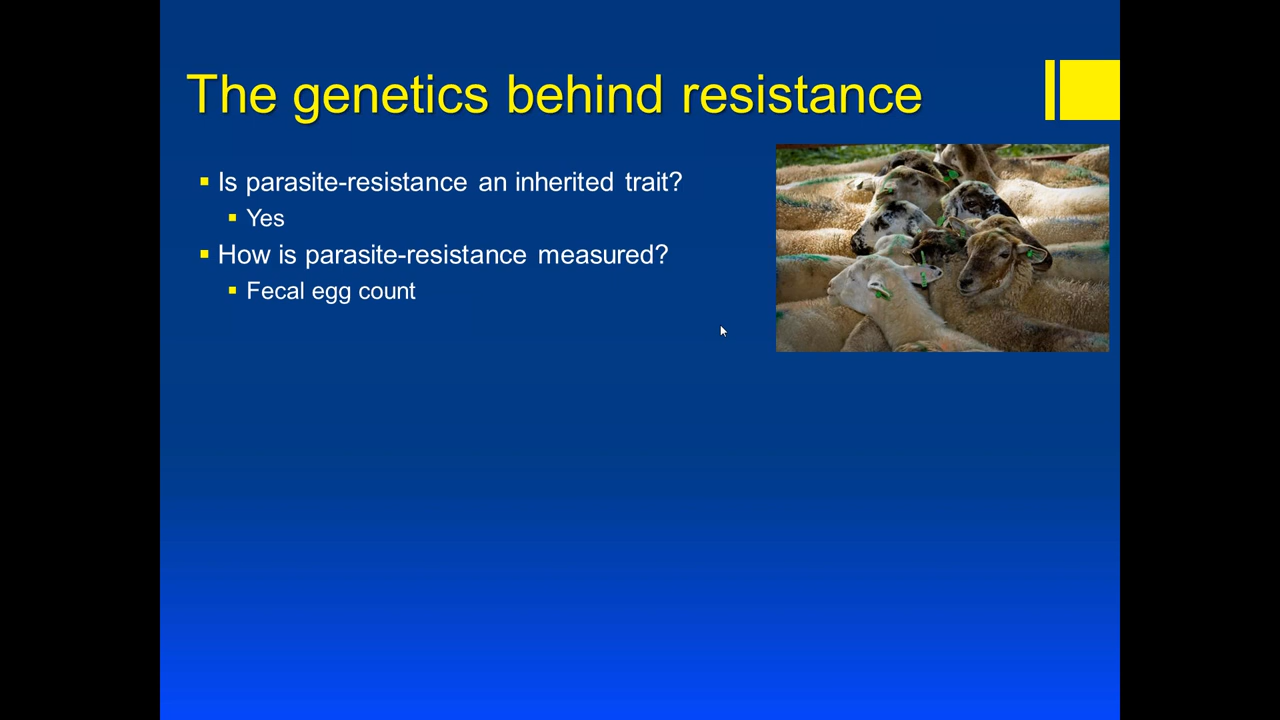 The genetics behind resistance
Is parasite-resistance an inherited trait?
Yes
How is parasite-resistance measured?
Fecal egg count